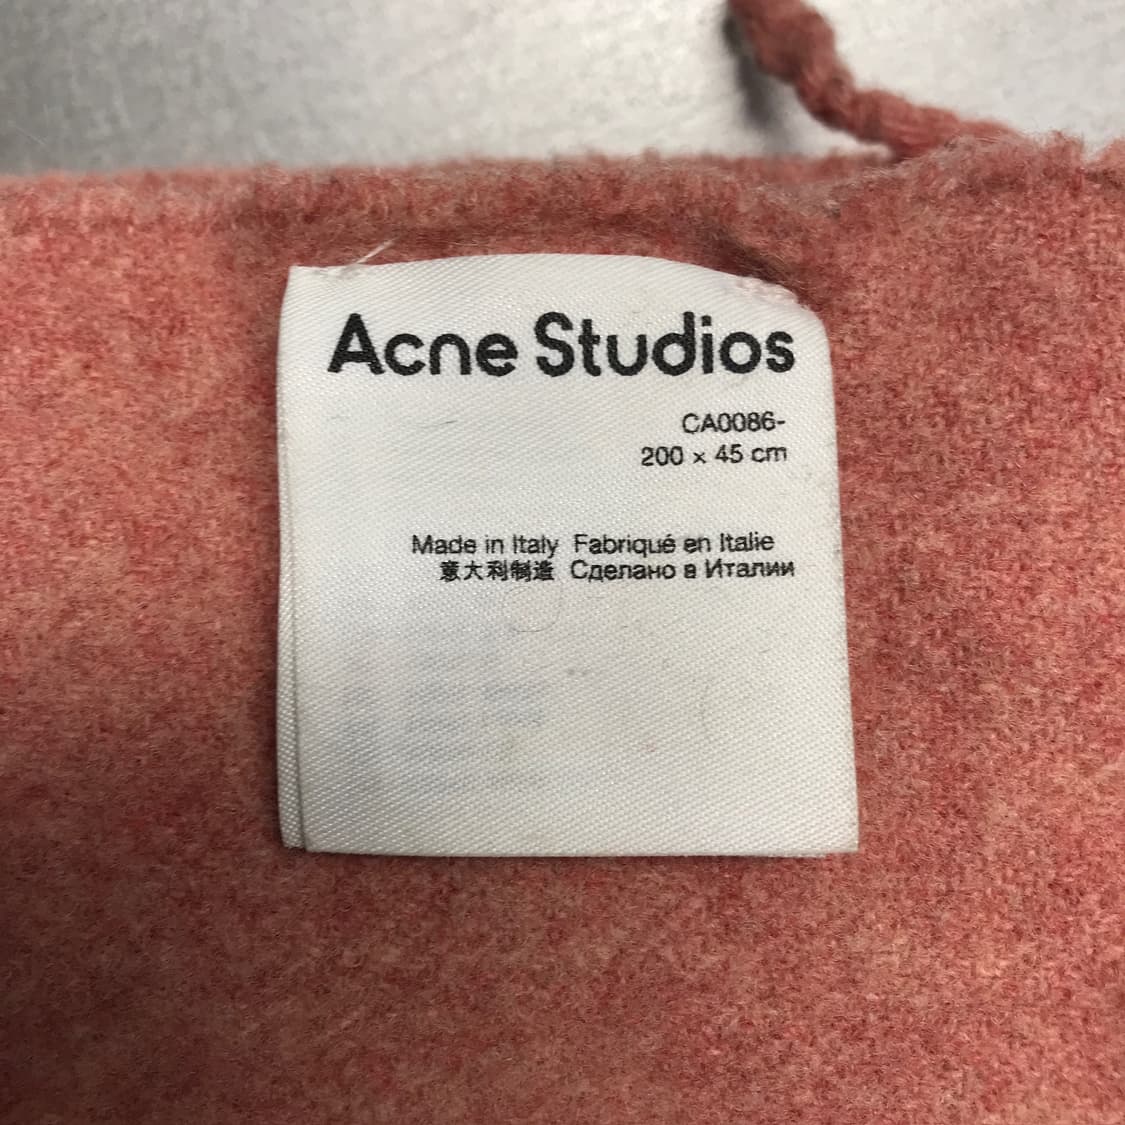 Acne Studios
CA0086-
200 × 45 cm
Made in Italy Fabriqué en Italie
意大利制造 Сделано в Италии